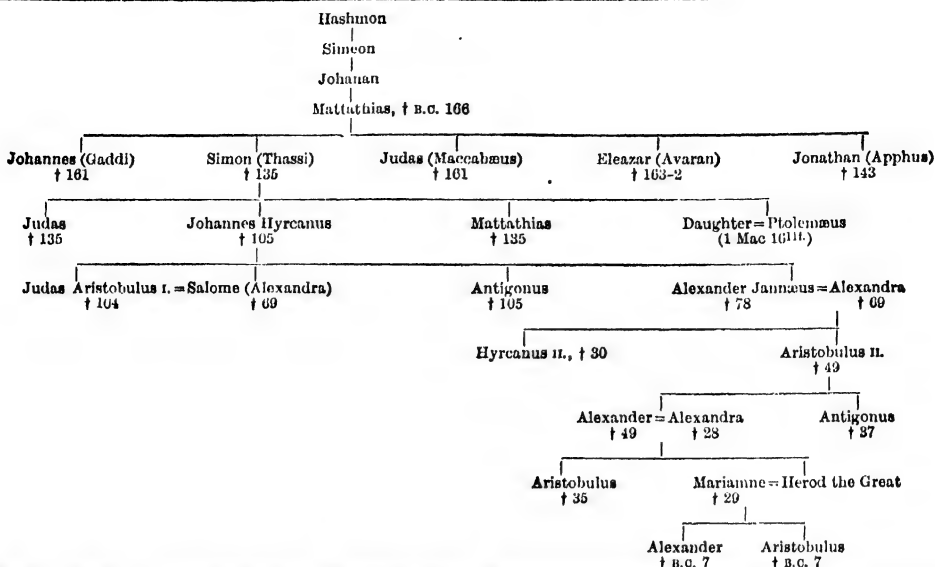 Hashmon
Simeon
Johanan
Mattathias, † B.C. 166
Johannes (Gaddi) Simon (Thassi) Judas (Maccabæus) Eleazar (Avaran) Jonathan (Apphus)
† 161 † 135 † 161 † 163-2 † 143
Judas Johannes Hyrcanus Mattathias Daughter=Ptolemæus
† 135 † 105 † 135 (1 Mac 16¹¹ᶠ·)
Judas Aristobulus I.=Salome (Alexandra) Antigonus Alexander Jannæus=Alexandra
† 104 † 69 † 105 † 78 † 69
Hyrcanus II., † 30 Aristobulus II.
† 49
Alexander=Alexandra Antigonus
† 49 † 28 † 37
Aristobulus Mariamne=Herod the Great
† 35 † 29
Alexander Aristobulus
† B.C. 7 † B.C. 7